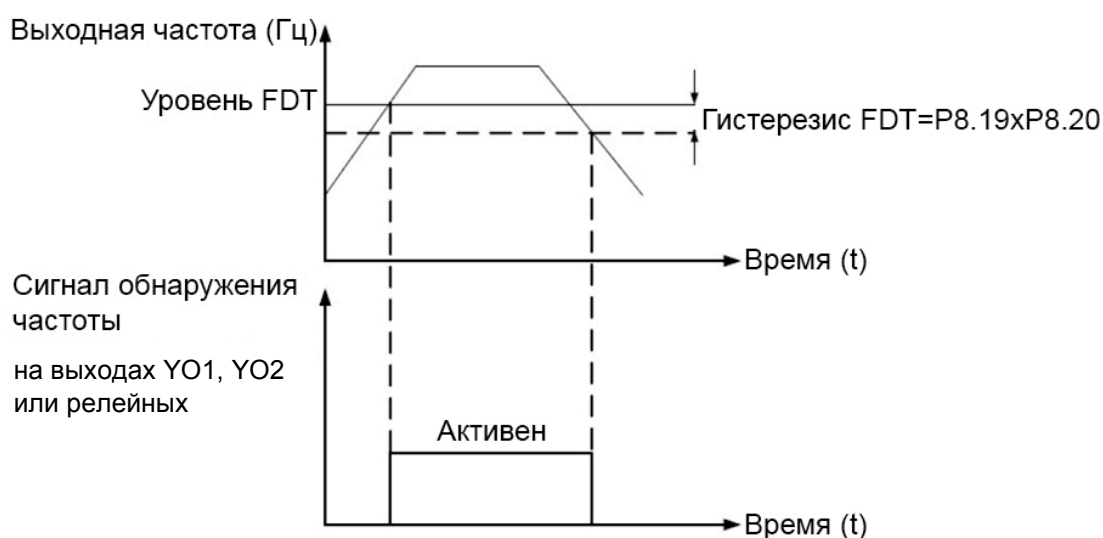 Выходная частота (Гц)
Уровень FDT
Гистерезис FDT=P8.19xP8.20
Время (t)
Сигнал обнаружения
частоты
на выходах YO1, YO2
или релейных
Активен
Время (t)